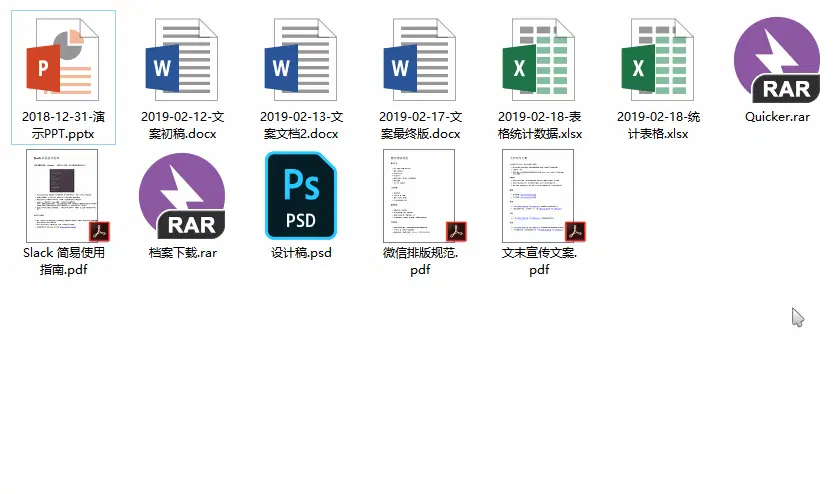 P
W
W
W
X
X
RAR
2018-12-31-演
示PPT.pptx
2019-02-12-文
案初稿.docx
2019-02-13-文
案文档2.docx
2019-02-17-文
案最终版.docx
2019-02-18-表
格统计数据.xlsx
2019-02-18-统
计表格.xlsx
Quicker.rar
RAR
Ps
PSD
Slack 简易使用
指南.pdf
档案下载.rar
设计稿.psd
微信排版规范.
pdf
文末宣传文案.
pdf